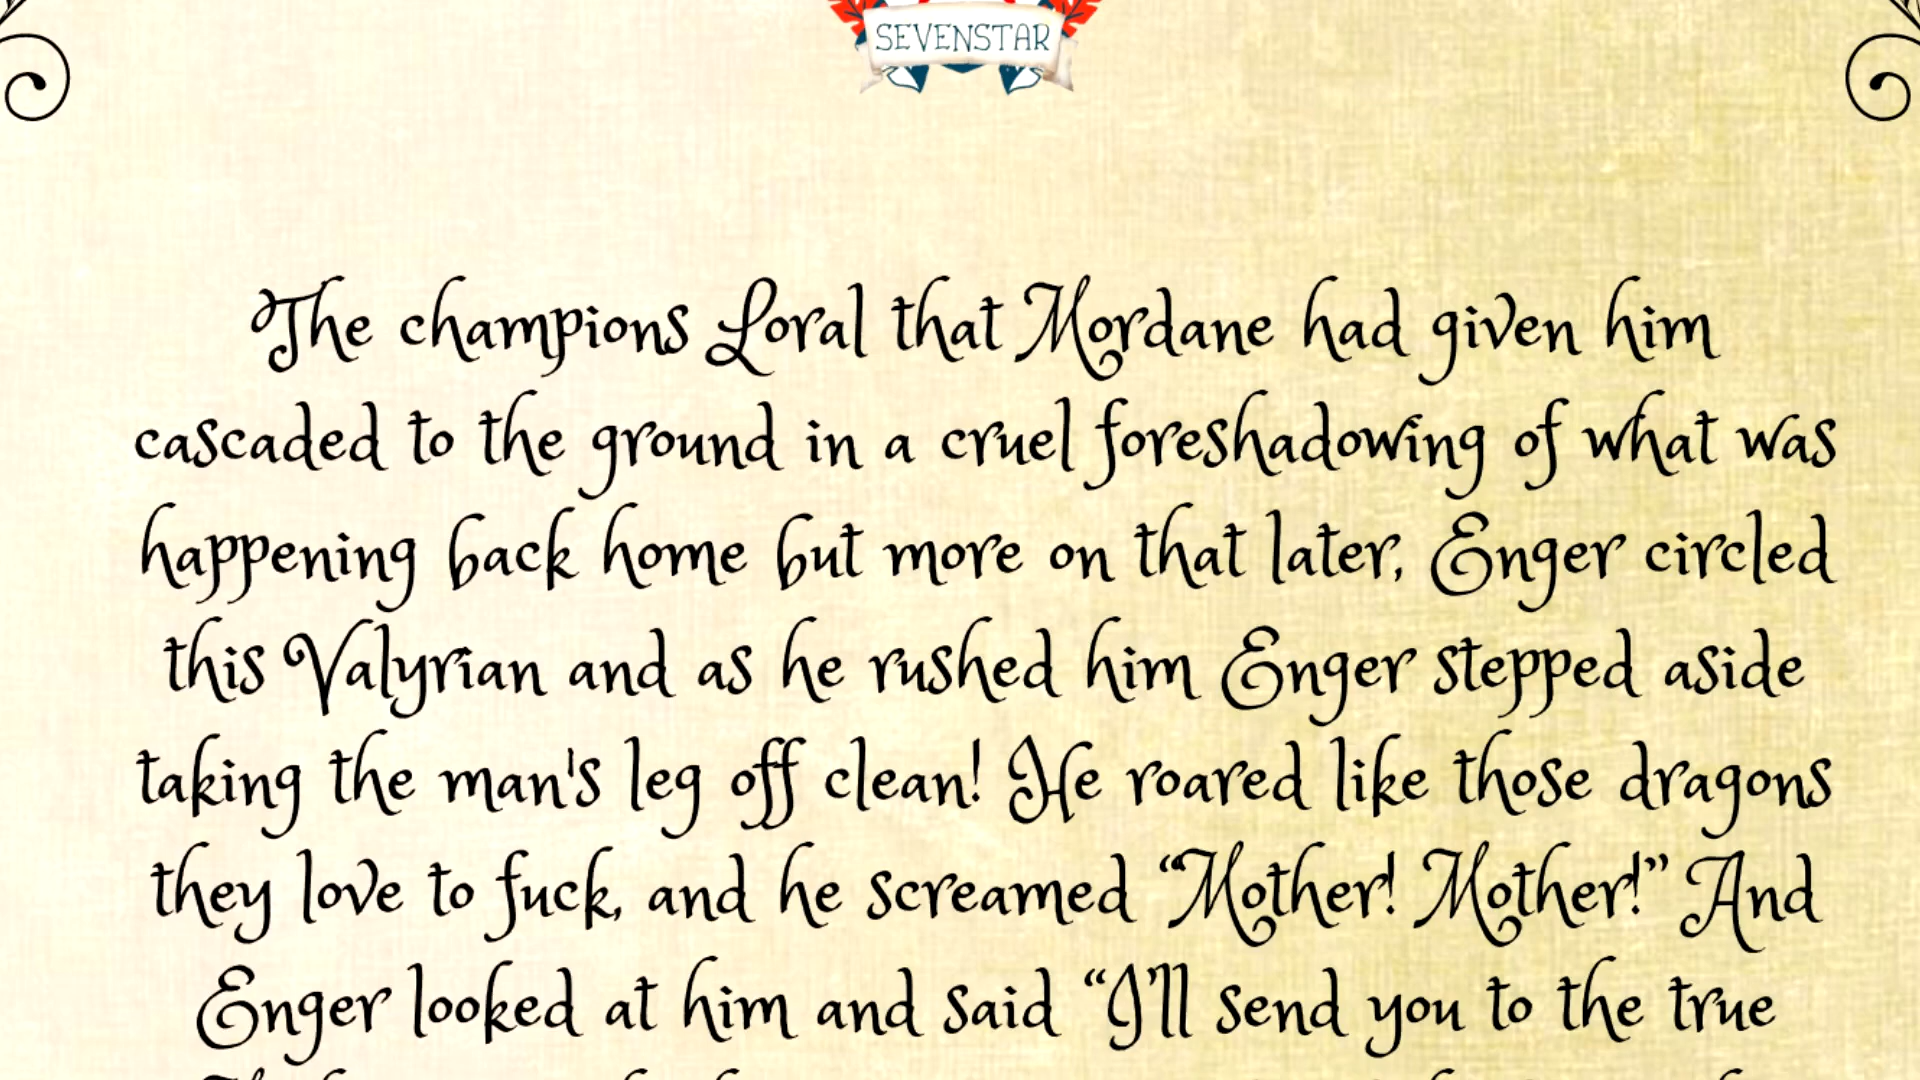 SEVENSTAR
The champions Loral that Mordane had given him
cascaded to the ground in a cruel foreshadowing of what was
happening back home but more on that later, Enger circled
this Valyrian and as he rushed him Enger stepped aside
taking the man's leg off clean! He roared like those dragons
they love to fuck, and he screamed “Mother! Mother!” And
Enger looked at him and said “I'll send you to the true